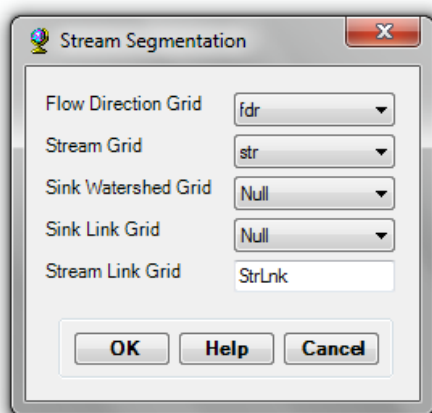 Stream Segmentation
Flow Direction Grid fdr
Stream Grid str
Sink Watershed Grid Null
Sink Link Grid Null
Stream Link Grid StrLnk
OK Help Cancel